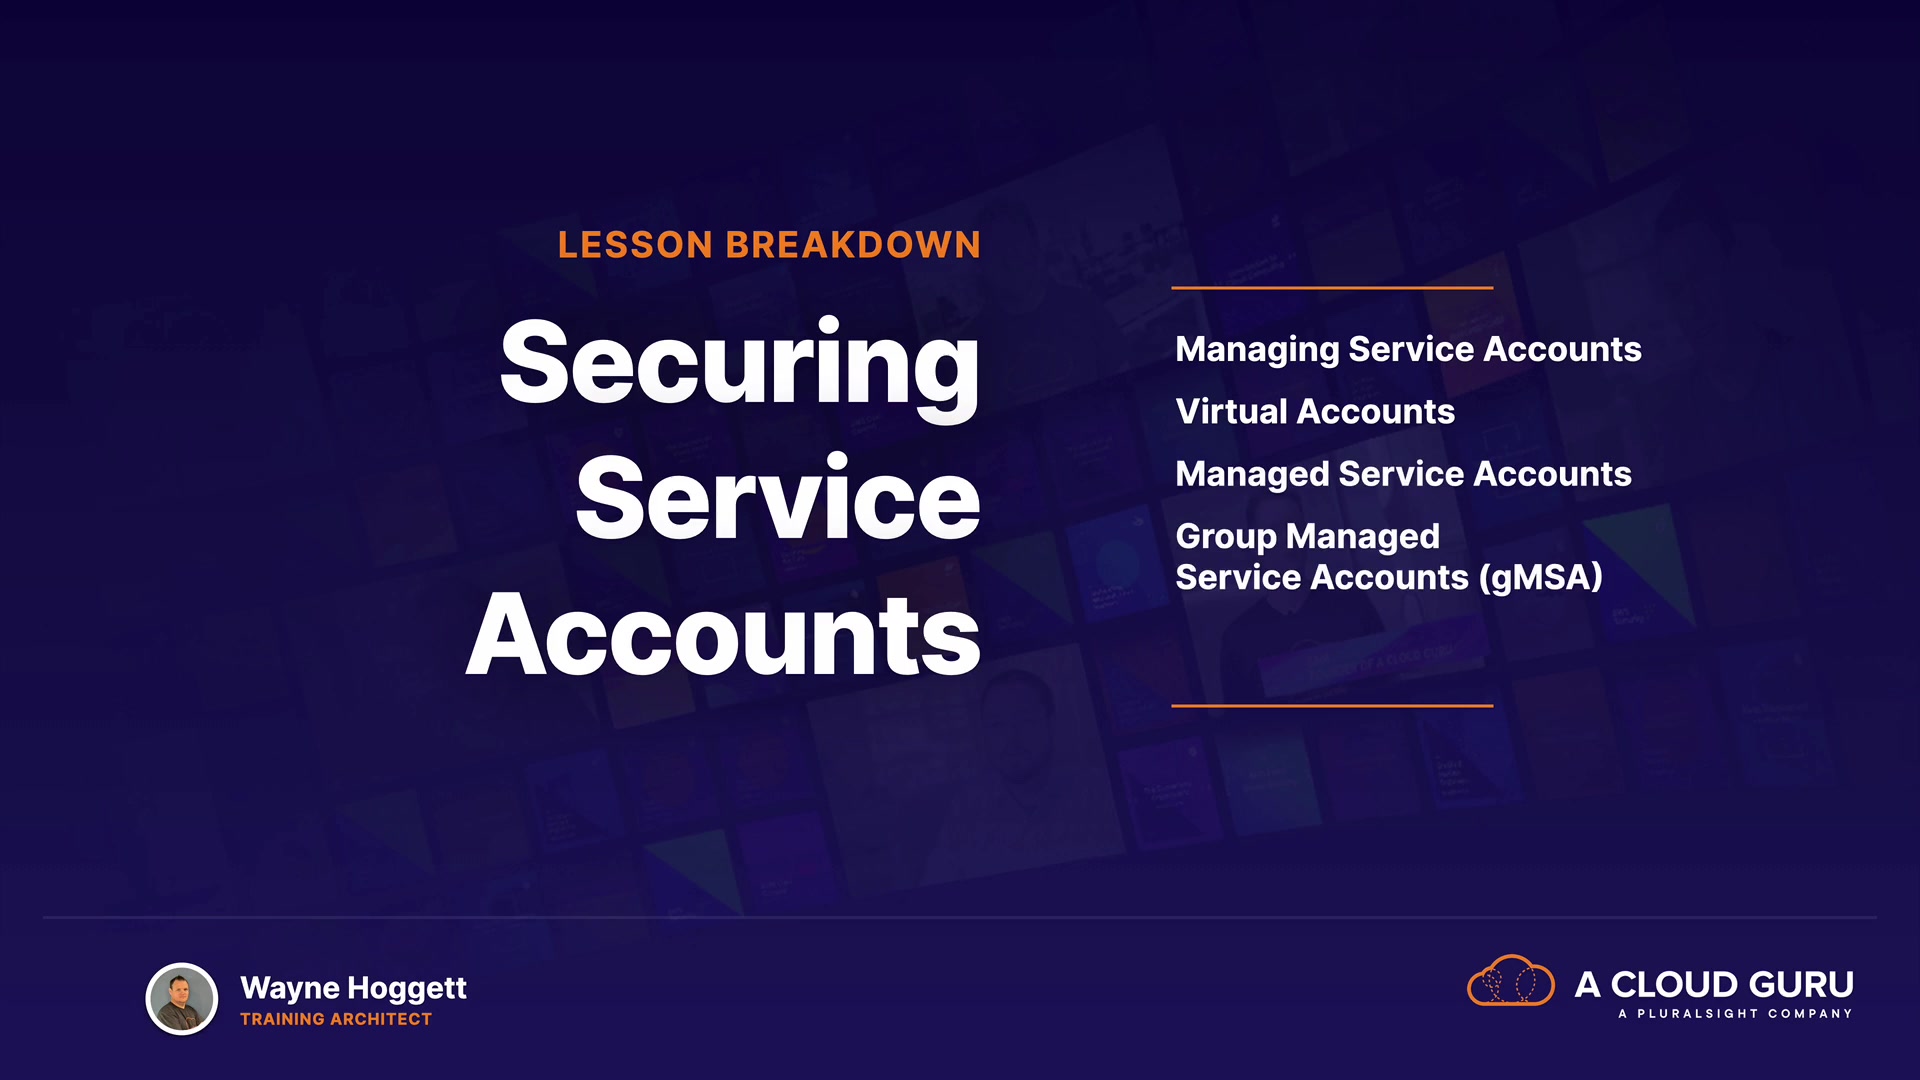 LESSON BREAKDOWN
Securing
Service
Accounts
Managing Service Accounts
Virtual Accounts
Managed Service Accounts
Group Managed
Service Accounts (gMSA)
Wayne Hoggett
TRAINING ARCHITECT
A CLOUD GURU
A PLURALSIGHT COMPANY